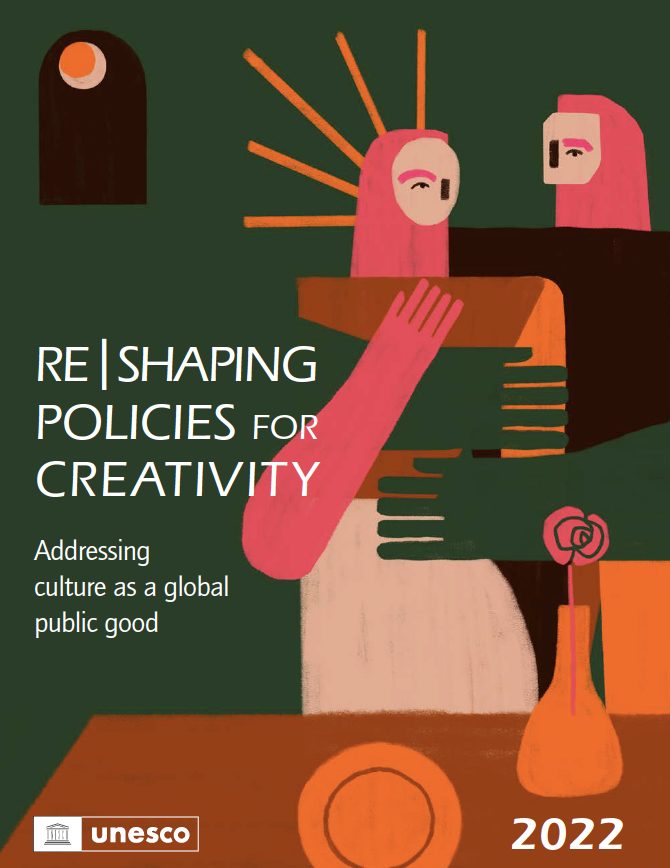 RE|SHAPING
POLICIES FOR
CREATIVITY
Addressing
culture as a global
public good
unesco
2022